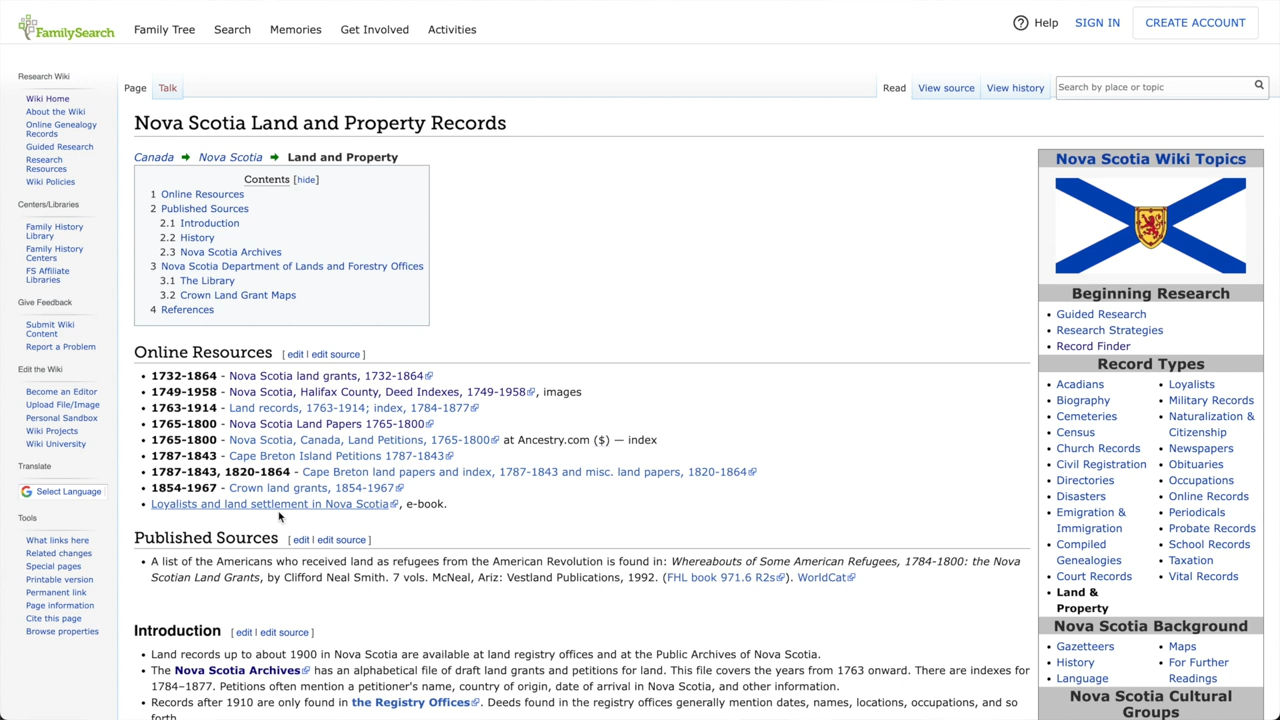 FamilySearch
Family Tree
Search
Memories
Get Involved
Activities
Help
SIGN IN
CREATE ACCOUNT
Research Wiki
Wiki Home
About the Wiki
Online Genealogy
Records
Guided Research
Research
Resources
Wiki Policies
Centers/Libraries
Family History
Library
Family History
Centers
FS Affiliate
Libraries
Give Feedback
Submit Wiki
Content
Report a Problem
Edit the Wiki
Become an Editor
Upload File/Image
Personal Sandbox
Wiki Projects
Wiki University
Translate
G Select Language
Tools
What links here
Related changes
Special pages
Printable version
Permanent link
Page information
Cite this page
Browse properties
Page Talk
Read View source View history
Search by place or topic
Nova Scotia Land and Property Records
Canada Nova Scotia Land and Property
Contents [hide]
1 Online Resources
2 Published Sources
2.1 Introduction
2.2 History
2.3 Nova Scotia Archives
3 Nova Scotia Department of Lands and Forestry Offices
3.1 The Library
3.2 Crown Land Grant Maps
4 References
Online Resources [ edit | edit source ]
• 1732-1864 - Nova Scotia land grants, 1732-1864
• 1749-1958 - Nova Scotia, Halifax County, Deed Indexes, 1749-1958, images
• 1763-1914 - Land records, 1763-1914; index, 1784-1877
• 1765-1800 - Nova Scotia Land Papers 1765-1800
• 1765-1800 - Nova Scotia, Canada, Land Petitions, 1765-1800 at Ancestry.com ($) — index
• 1787-1843 - Cape Breton Island Petitions 1787-1843
• 1787-1843, 1820-1864 - Cape Breton land papers and index, 1787-1843 and misc. land papers, 1820-1864
• 1854-1967 - Crown land grants, 1854-1967
• Loyalists and land settlement in Nova Scotia, e-book.
Published Sources [ edit | edit source ]
• A list of the Americans who received land as refugees from the American Revolution is found in: Whereabouts of Some American Refugees, 1784-1800: the Nova
Scotian Land Grants, by Clifford Neal Smith. 7 vols. McNeal, Ariz: Vestland Publications, 1992. (FHL book 971.6 R2s). WorldCat
Introduction [ edit | edit source ]
• Land records up to about 1900 in Nova Scotia are available at land registry offices and at the Public Archives of Nova Scotia.
• The Nova Scotia Archives has an alphabetical file of draft land grants and petitions for land. This file covers the years from 1763 onward. There are indexes for
1784–1877. Petitions often mention a petitioner's name, country of origin, date of arrival in Nova Scotia, and other information.
• Records after 1910 are only found in the Registry Offices. Deeds found in the registry offices generally mention dates, names, locations, occupations, and so
forth.
Nova Scotia Wiki Topics
Beginning Research
• Guided Research
• Research Strategies
• Record Finder
Record Types
• Acadians
• Biography
• Cemeteries
• Census
• Church Records
• Civil Registration
• Directories
• Disasters
• Emigration &
Immigration
• Compiled
Genealogies
• Court Records
• Land &
Property
• Loyalists
• Military Records
• Naturalization &
Citizenship
• Newspapers
• Obituaries
• Occupations
• Online Records
• Periodicals
• Probate Records
• School Records
• Taxation
• Vital Records
Nova Scotia Background
• Gazetteers
• History
• Language
• Maps
• For Further
Readings
Nova Scotia Cultural
Groups